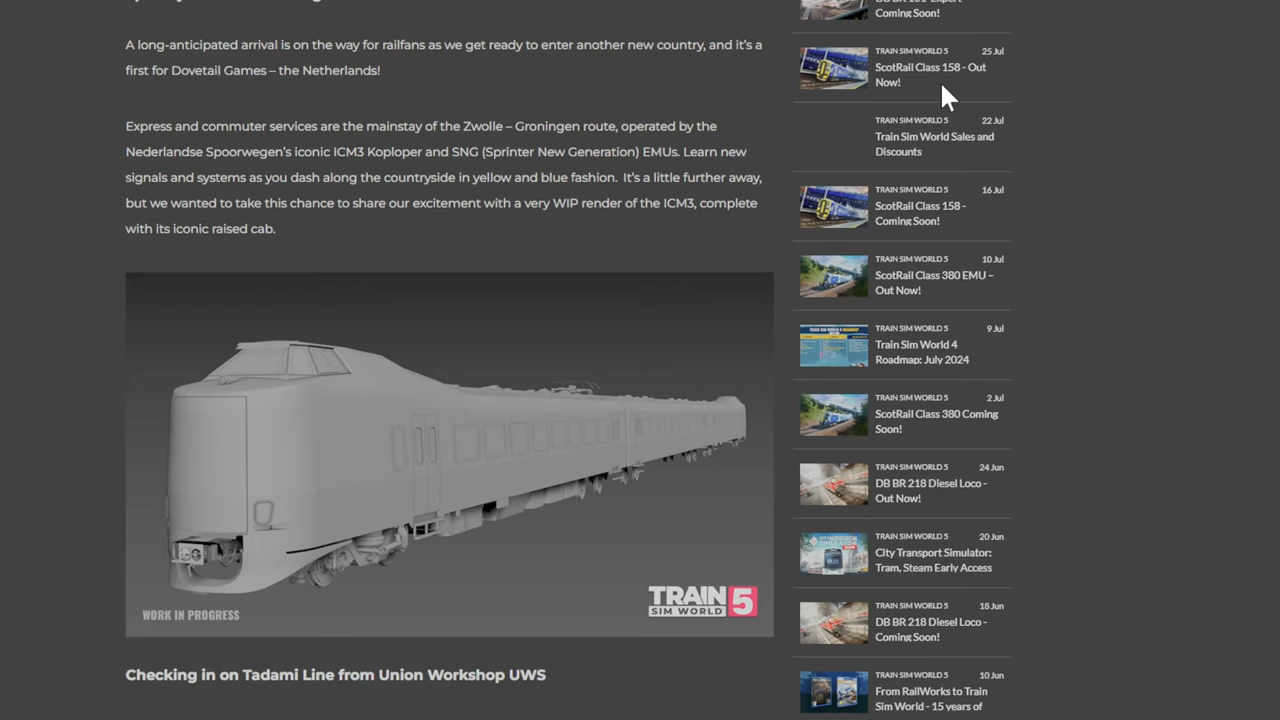 A long-anticipated arrival is on the way for railfans as we get ready to enter another new country, and it's a
first for Dovetail Games – the Netherlands!
Express and commuter services are the mainstay of the Zwolle – Groningen route, operated by the
Nederlandse Spoorwegen's iconic ICM3 Koploper and SNG (Sprinter New Generation) EMUs. Learn new
signals and systems as you dash along the countryside in yellow and blue fashion. It's a little further away,
but we wanted to take this chance to share our excitement with a very WIP render of the ICM3, complete
with its iconic raised cab.
WORK IN PROGRESS
TRAIN
SIM WORLD 5
Checking in on Tadami Line from Union Workshop UWS
Coming Soon!
TRAIN SIM WORLD 5 25 Jul
ScotRail Class 158 - Out
Now!
TRAIN SIM WORLD 5 22 Jul
Train Sim World Sales and
Discounts
TRAIN SIM WORLD 5 16 Jul
ScotRail Class 158 -
Coming Soon!
TRAIN SIM WORLD 5 10 Jul
ScotRail Class 380 EMU –
Out Now!
TRAIN SIM WORLD 5 9 Jul
Train Sim World 4
Roadmap: July 2024
TRAIN SIM WORLD 5 2 Jul
ScotRail Class 380 Coming
Soon!
TRAIN SIM WORLD 5 24 Jun
DB BR 218 Diesel Loco -
Out Now!
TRAIN SIM WORLD 5 20 Jun
City Transport Simulator:
Tram, Steam Early Access
TRAIN SIM WORLD 5 18 Jun
DB BR 218 Diesel Loco -
Coming Soon!
TRAIN SIM WORLD 5 10 Jun
From RailWorks to Train
Sim World - 15 years of